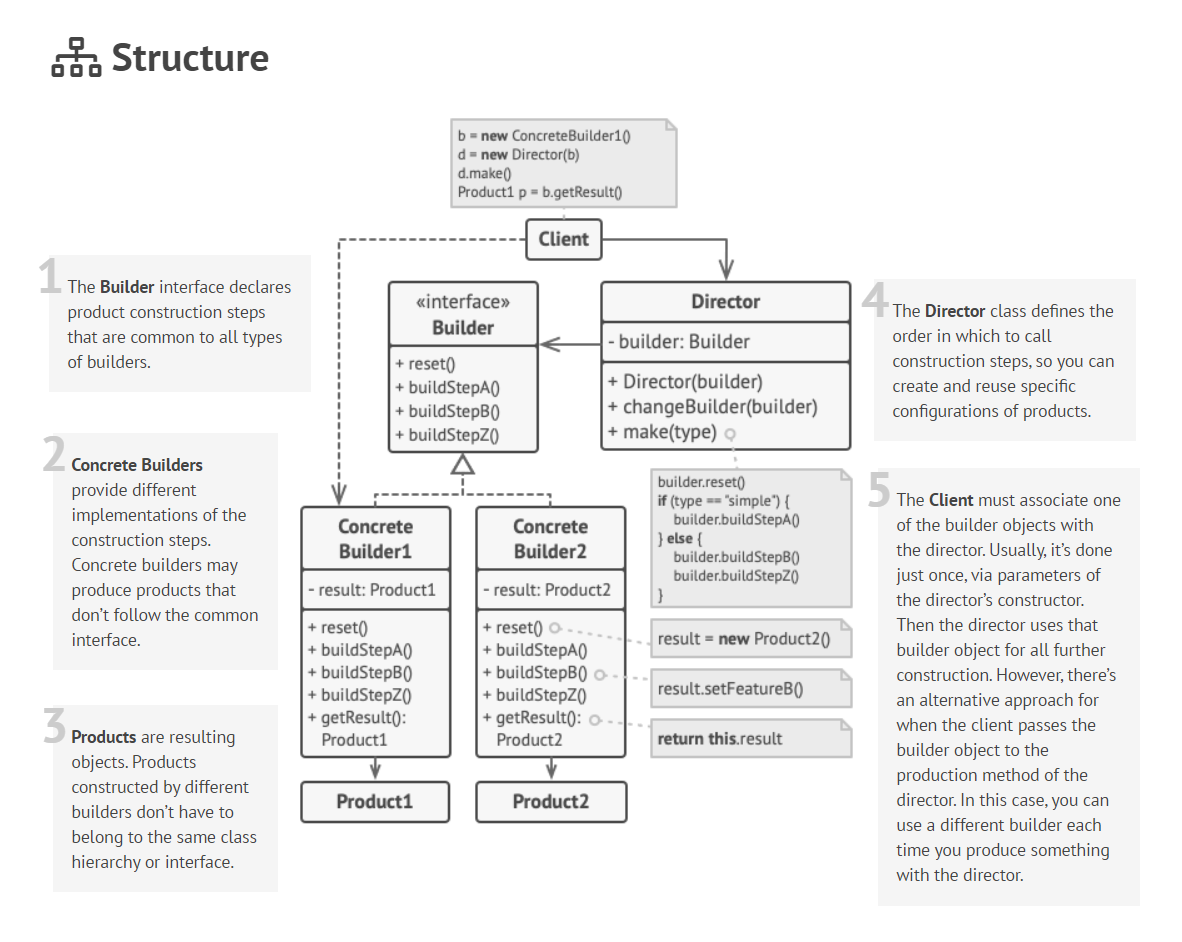 Structure
b = new ConcreteBuilder1()
d = new Director(b)
d.make()
Product1 p = b.getResult()
Client
1
The Builder interface declares
product construction steps
that are common to all types
of builders.
«interface»
Builder
+ reset()
+ buildStepA()
+ buildStepB()
+ buildStepZ()
Director
- builder: Builder
+ Director(builder)
+ changeBuilder(builder)
+ make(type)
4
The Director class defines the
order in which to call
construction steps, so you can
create and reuse specific
configurations of products.
2
Concrete Builders
provide different
implementations of the
construction steps.
Concrete builders may
produce products that
don’t follow the common
interface.
Concrete
Builder1
- result: Product1
+ reset()
+ buildStepA()
+ buildStepB()
+ buildStepZ()
+ getResult():
Product1
Concrete
Builder2
- result: Product2
+ reset()
+ buildStepA()
+ buildStepB()
+ buildStepZ()
+ getResult():
Product2
builder.reset()
if (type == "simple") {
builder.buildStepA()
} else {
builder.buildStepB()
builder.buildStepZ()
}
result = new Product2()
result.setFeatureB()
return this.result
3
Products are resulting
objects. Products
constructed by different
builders don’t have to
belong to the same class
hierarchy or interface.
Product1
Product2
5
The Client must associate one
of the builder objects with
the director. Usually, it’s done
just once, via parameters of
the director’s constructor.
Then the director uses that
builder object for all further
construction. However, there’s
an alternative approach for
when the client passes the
builder object to the
production method of the
director. In this case, you can
use a different builder each
time you produce something
with the director.